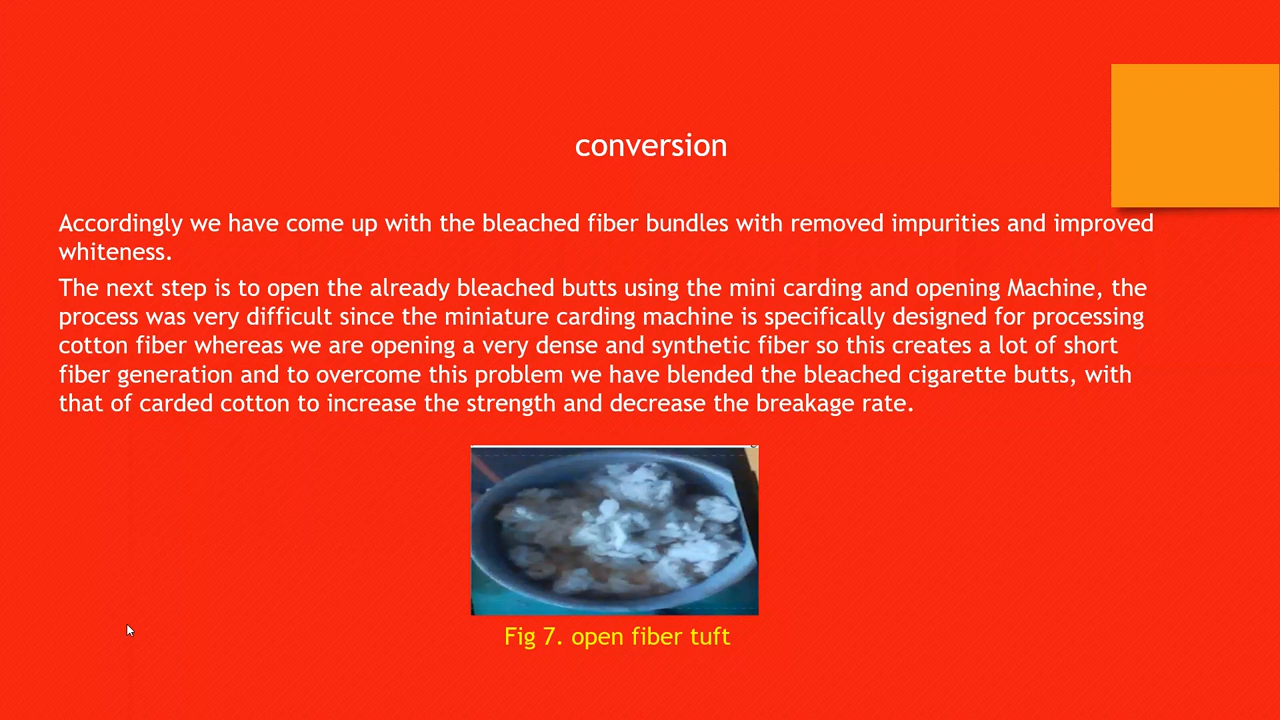 conversion
Accordingly we have come up with the bleached fiber bundles with removed impurities and improved
whiteness.
The next step is to open the already bleached butts using the mini carding and opening Machine, the
process was very difficult since the miniature carding machine is specifically designed for processing
cotton fiber whereas we are opening a very dense and synthetic fiber so this creates a lot of short
fiber generation and to overcome this problem we have blended the bleached cigarette butts, with
that of carded cotton to increase the strength and decrease the breakage rate.
Fig 7. open fiber tuft